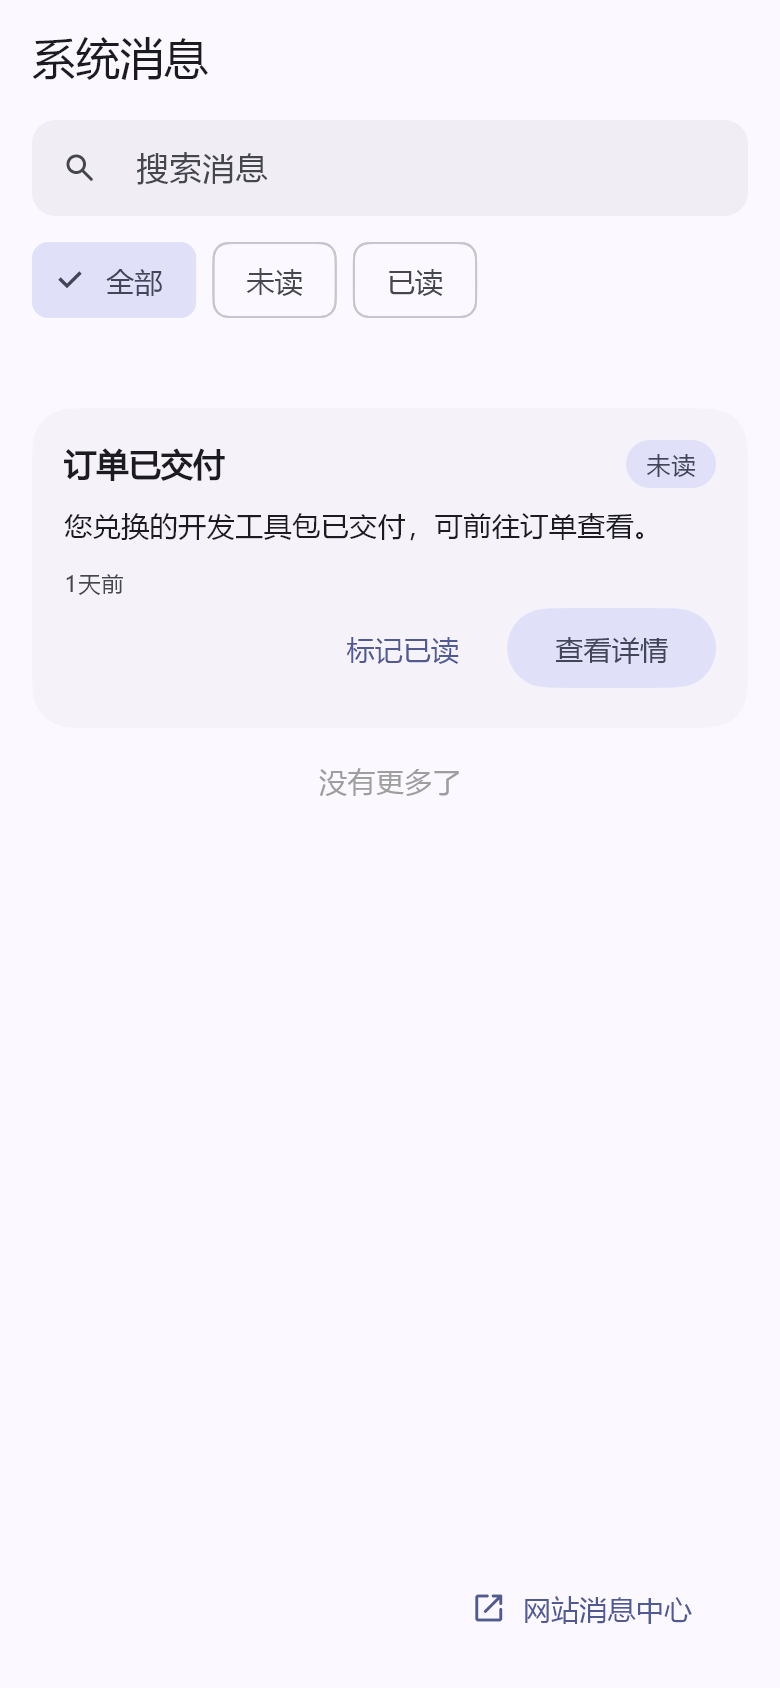 系统消息
搜索消息
全部 未读 已读
订单已交付 未读
您兑换的开发工具包已交付，可前往订单查看。
1天前
标记已读 查看详情
没有更多了
网站消息中心